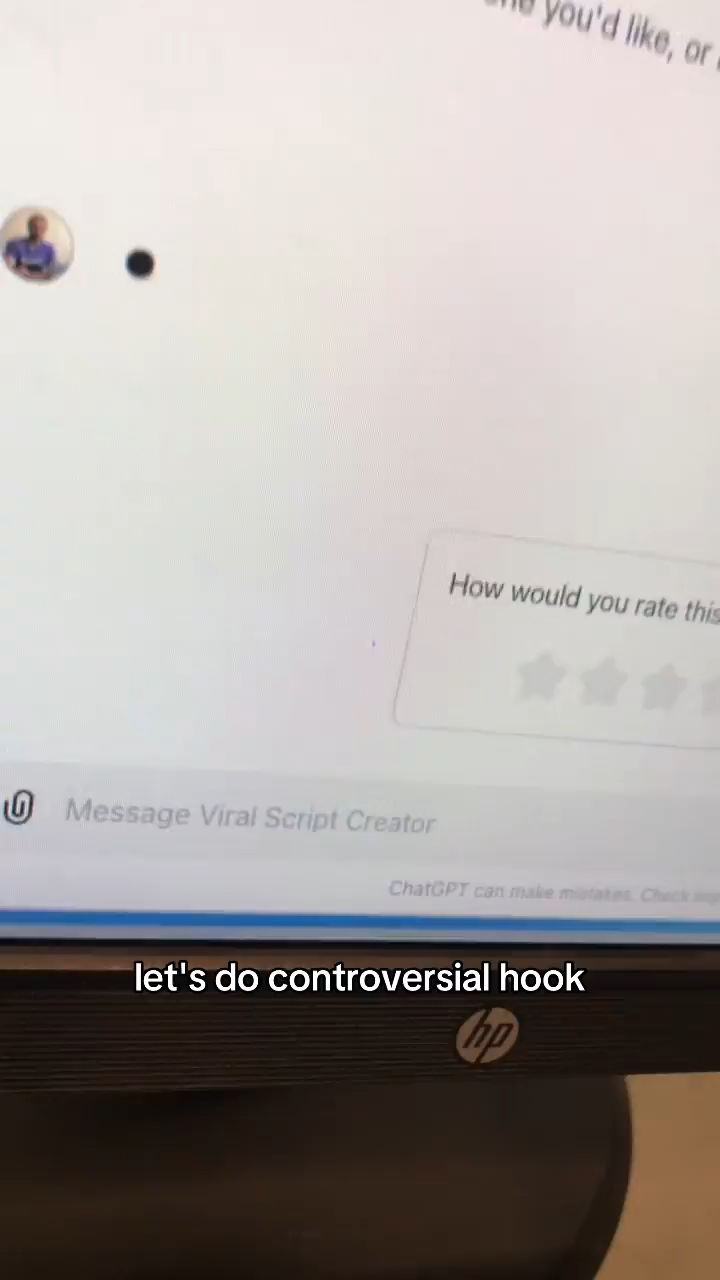 you'd like, or
How would you rate this
Message Viral Script Creator
ChatGPT can make mistakes. Check
let's do controversial hook
hp